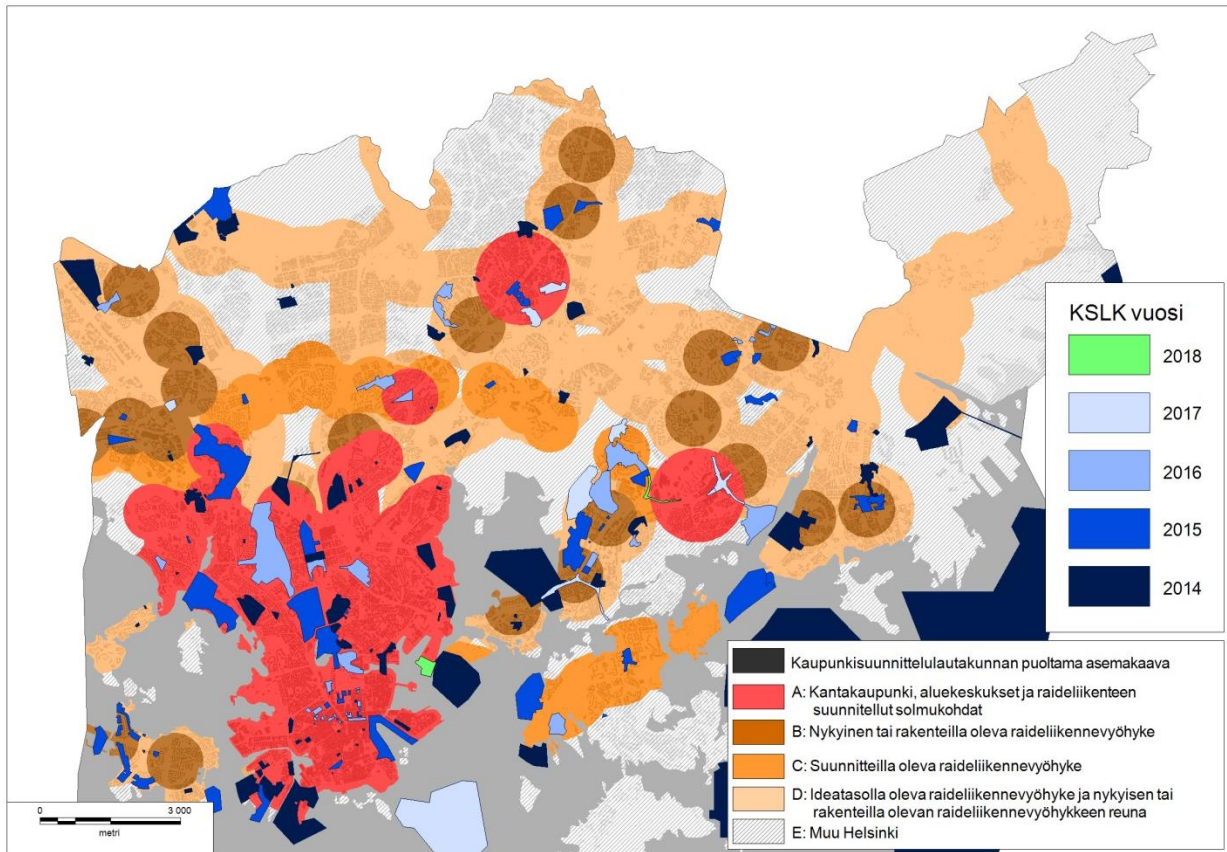 KSLK vuosi
2018
2017
2016
2015
2014
Kaupunkisuunnittelulautakunnan puoltama asemakaava
A: Kantakaupunki, aluekeskukset ja raideliikenteen
suunnitellut solmukohdat
B: Nykyinen tai rakenteilla oleva raideliikennevyöhyke
C: Suunnitteilla oleva raideliikennevyöhyke
D: Ideatasolla oleva raideliikennevyöhyke ja nykyisen tai
rakenteilla olevan raideliikennevyöhykkeen reuna
E: Muu Helsinki
0 3 000
metri